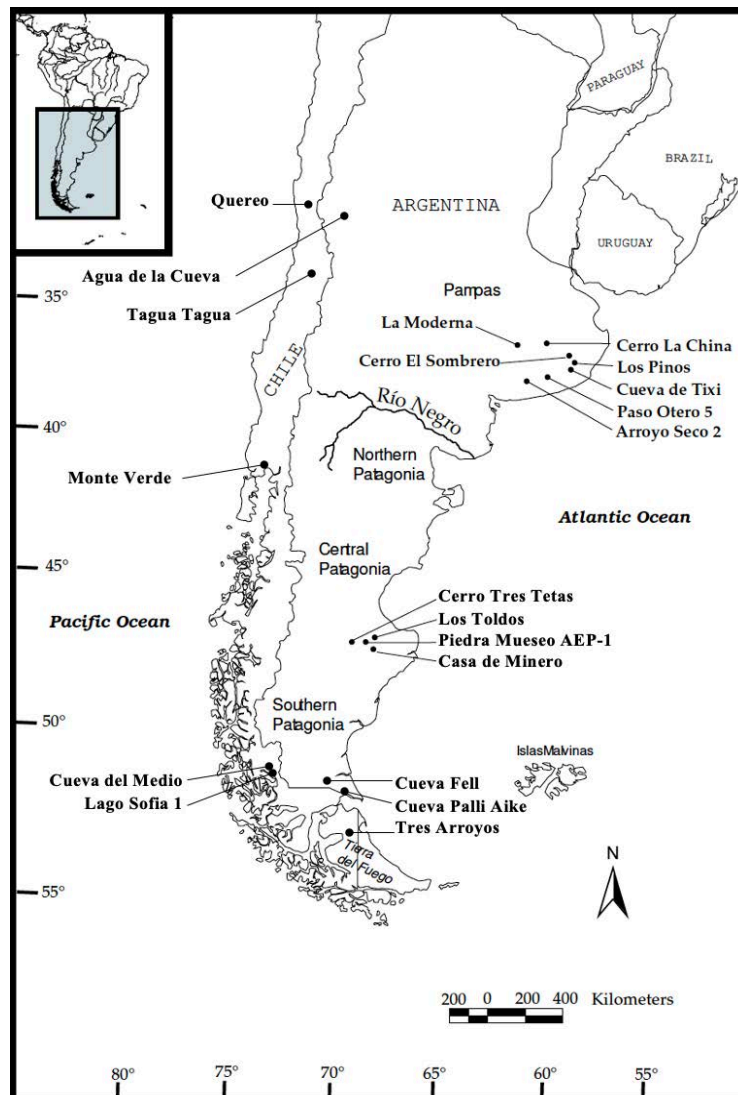 PARAGUAY
BRAZIL
Quereo
ARGENTINA
URUGUAY
Agua de la Cueva
35°
Pampas
Tagua Tagua
La Moderna
Cerro La China
Cerro El Sombrero
Los Pinos
CHILE
Cueva de Tixi
Río Negro
Paso Otero 5
40°
Arroyo Seco 2
Northern
Patagonia
Monte Verde
Atlantic Ocean
Central
Patagonia
45°
Cerro Tres Tetas
Los Toldos
Pacific Ocean
Piedra Mueseo AEP-1
Casa de Minero
Southern
Patagonia
50°
IslasMalvinas
Cueva del Medio
Cueva Fell
Lago Sofia 1
Cueva Palli Aike
Tres Arroyos
Tierra
del Fuego
N
55°
200 0 200 400 Kilometers
80° 75° 70° 65° 60° 55°